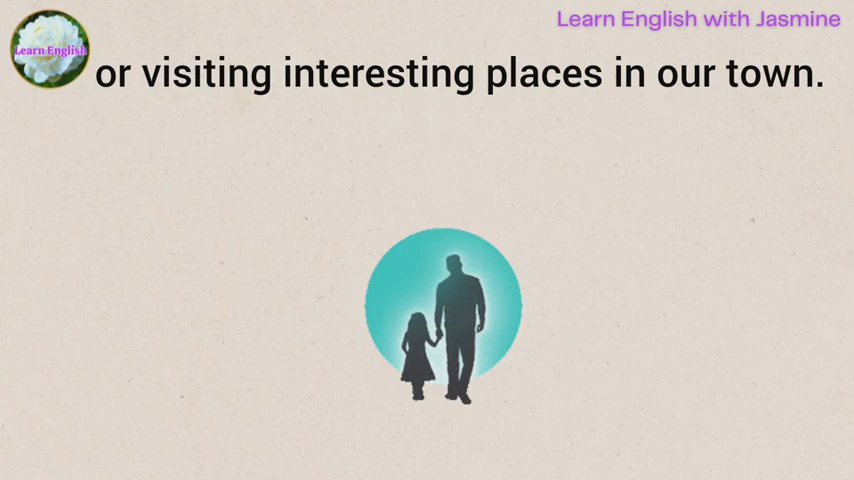 Learn English with Jasmine
Learn English
or visiting interesting places in our town.